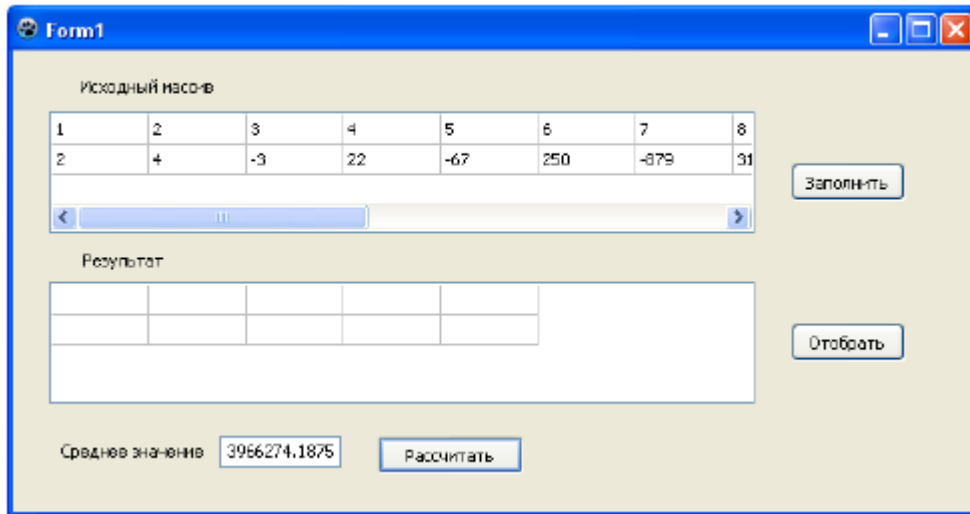 Form1
Исходный массив
1 2 3 4 5 6 7 8
2 4 -3 22 -67 250 -879 31
Заполнить
Результат
Отобрать
Среднее значение 3966274.1875 Рассчитать